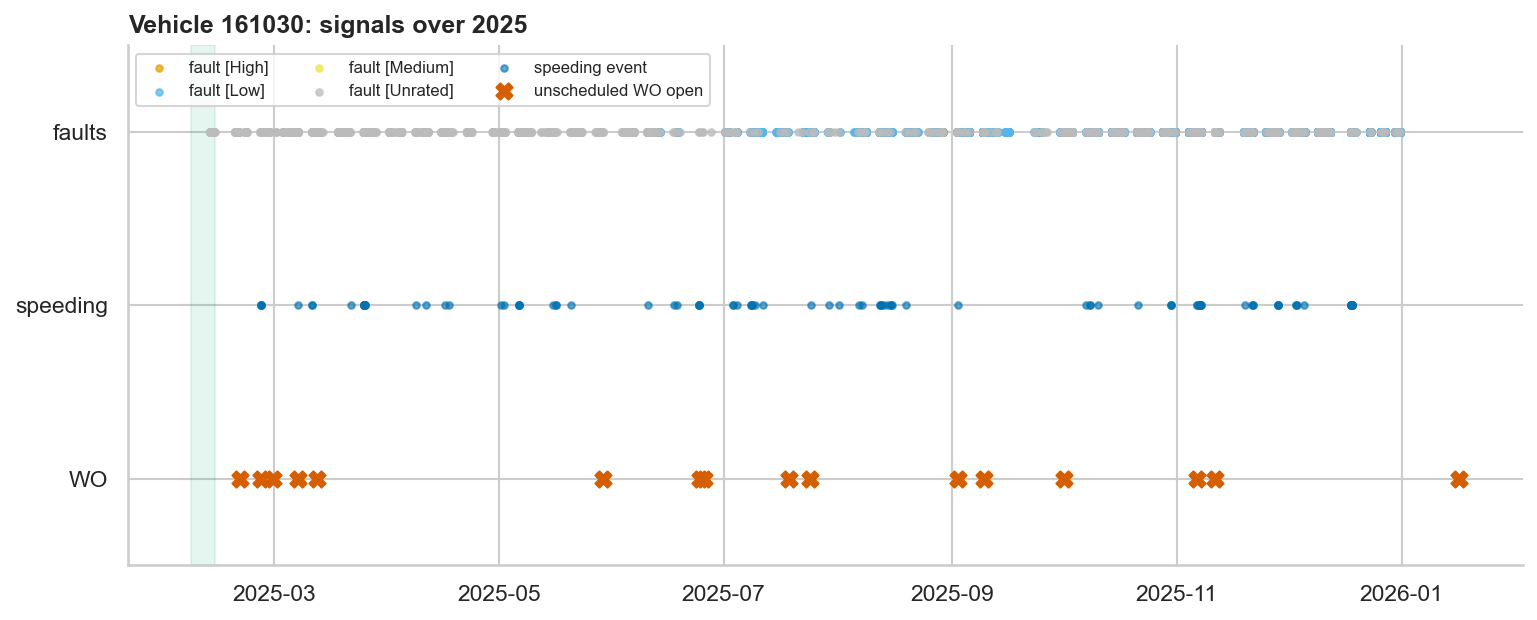 Vehicle 161030: signals over 2025
fault [High] fault [Medium] speeding event
fault [Low] fault [Unrated] unscheduled WO open
faults
speeding
WO
2025-03 2025-05 2025-07 2025-09 2025-11 2026-01